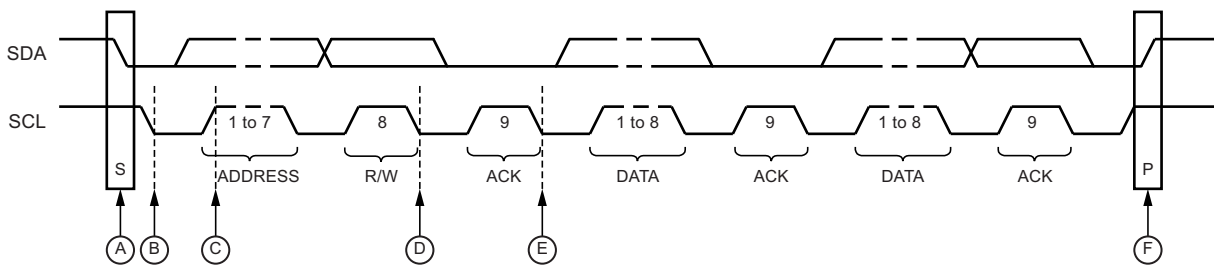 SDA
SCL
1 to 7
8
9
1 to 8
9
1 to 8
9
S
ADDRESS
R/W
ACK
DATA
ACK
DATA
ACK
P
A
B
C
D
E
F